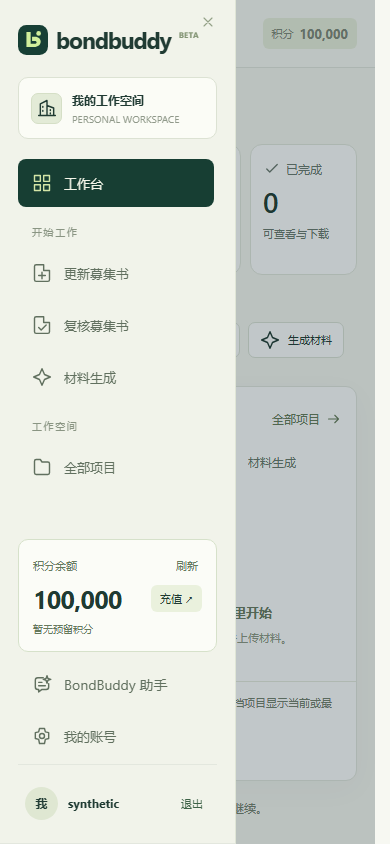 bondbuddy BETA
积分 100,000
我的工作空间
PERSONAL WORKSPACE
工作台
已完成
0
可查看与下载
开始工作
更新募集书
复核募集书
材料生成
生成材料
工作空间
全部项目
全部项目
材料生成
积分余额 刷新
100,000 充值 ↗
暂无预留积分
里开始
上传材料。
BondBuddy 助手
我的账号
当项目显示当前或最
我 synthetic 退出
继续。